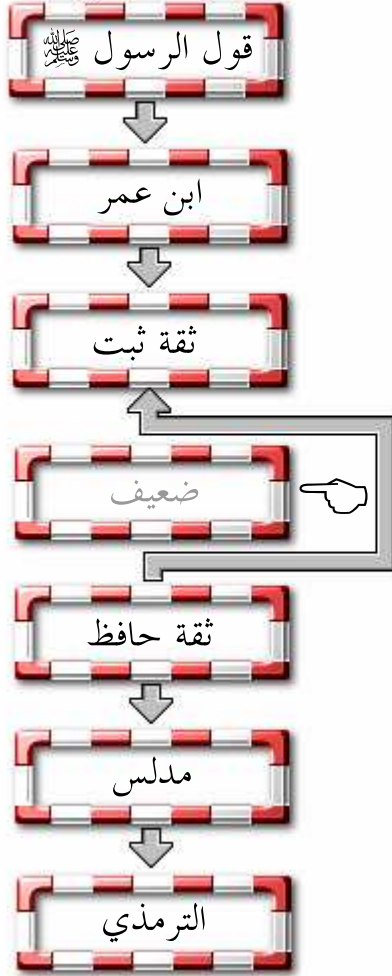 قول الرسول ﷺ
ابن عمر
ثقة ثبت
ضعيف
ثقة حافظ
مدلس
الترمذي